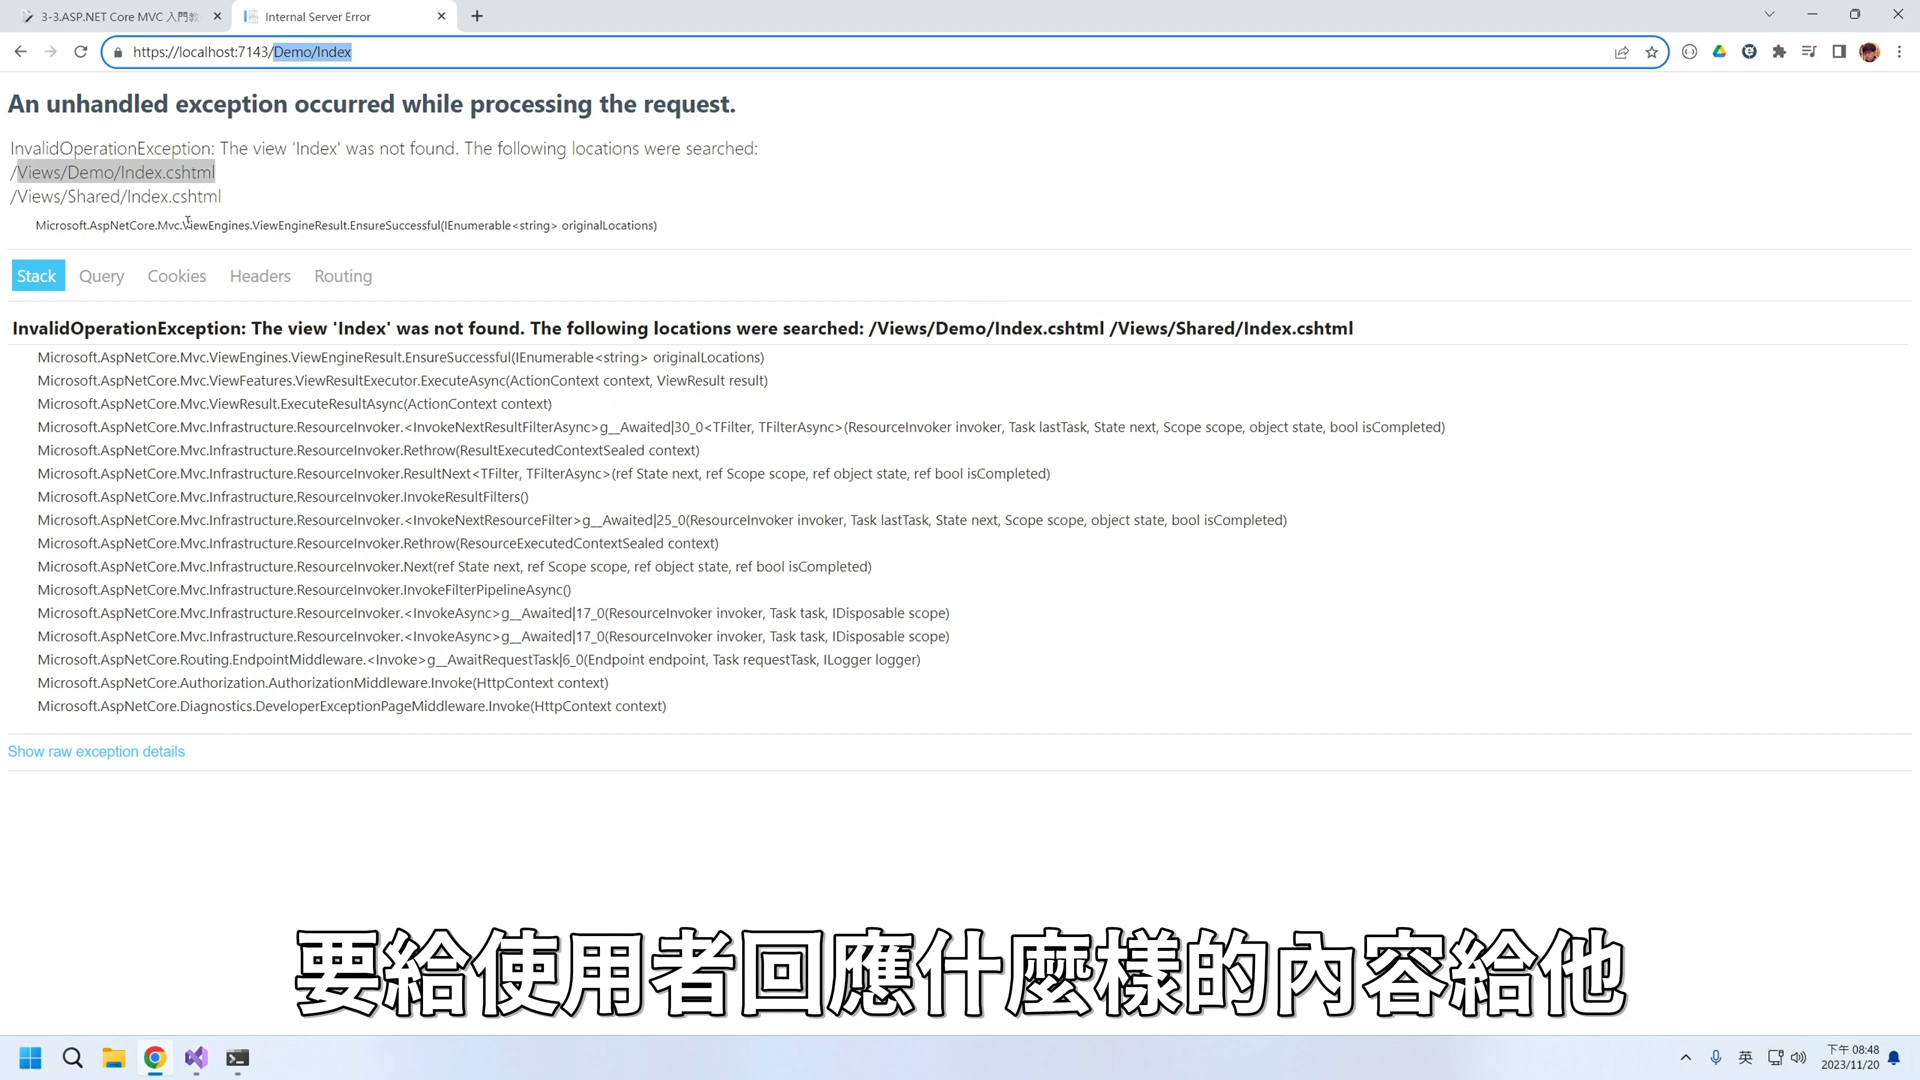 3-3.ASP.NET Core MVC 入門教
Internal Server Error
https://localhost:7143/Demo/Index
An unhandled exception occurred while processing the request.
InvalidOperationException: The view 'Index' was not found. The following locations were searched:
/Views/Demo/Index.cshtml
/Views/Shared/Index.cshtml
Microsoft.AspNetCore.Mvc.ViewEngines.ViewEngineResult.EnsureSuccessful(IEnumerable<string> originalLocations)
Stack Query Cookies Headers Routing
InvalidOperationException: The view 'Index' was not found. The following locations were searched: /Views/Demo/Index.cshtml /Views/Shared/Index.cshtml
Microsoft.AspNetCore.Mvc.ViewEngines.ViewEngineResult.EnsureSuccessful(IEnumerable<string> originalLocations)
Microsoft.AspNetCore.Mvc.ViewFeatures.ViewResultExecutor.ExecuteAsync(ActionContext context, ViewResult result)
Microsoft.AspNetCore.Mvc.ViewResult.ExecuteResultAsync(ActionContext context)
Microsoft.AspNetCore.Mvc.Infrastructure.ResourceInvoker.<InvokeNextResultFilterAsync>g__Awaited|30_0<TFilter, TFilterAsync>(ResourceInvoker invoker, Task lastTask, State next, Scope scope, object state, bool isCompleted)
Microsoft.AspNetCore.Mvc.Infrastructure.ResourceInvoker.Rethrow(ResultExecutedContextSealed context)
Microsoft.AspNetCore.Mvc.Infrastructure.ResourceInvoker.ResultNext<TFilter, TFilterAsync>(ref State next, ref Scope scope, ref object state, ref bool isCompleted)
Microsoft.AspNetCore.Mvc.Infrastructure.ResourceInvoker.InvokeResultFilters()
Microsoft.AspNetCore.Mvc.Infrastructure.ResourceInvoker.<InvokeNextResourceFilter>g__Awaited|25_0(ResourceInvoker invoker, Task lastTask, State next, Scope scope, object state, bool isCompleted)
Microsoft.AspNetCore.Mvc.Infrastructure.ResourceInvoker.Rethrow(ResourceExecutedContextSealed context)
Microsoft.AspNetCore.Mvc.Infrastructure.ResourceInvoker.Next(ref State next, ref Scope scope, ref object state, ref bool isCompleted)
Microsoft.AspNetCore.Mvc.Infrastructure.ResourceInvoker.InvokeFilterPipelineAsync()
Microsoft.AspNetCore.Mvc.Infrastructure.ResourceInvoker.<InvokeAsync>g__Awaited|17_0(ResourceInvoker invoker, Task task, IDisposable scope)
Microsoft.AspNetCore.Mvc.Infrastructure.ResourceInvoker.<InvokeAsync>g__Awaited|17_0(ResourceInvoker invoker, Task task, IDisposable scope)
Microsoft.AspNetCore.Routing.EndpointMiddleware.<Invoke>g__AwaitRequestTask|6_0(Endpoint endpoint, Task requestTask, ILogger logger)
Microsoft.AspNetCore.Authorization.AuthorizationMiddleware.Invoke(HttpContext context)
Microsoft.AspNetCore.Diagnostics.DeveloperExceptionPageMiddleware.Invoke(HttpContext context)
Show raw exception details
要給使用者回應什麼樣的內容給他
英
下午 08:48
2023/11/20